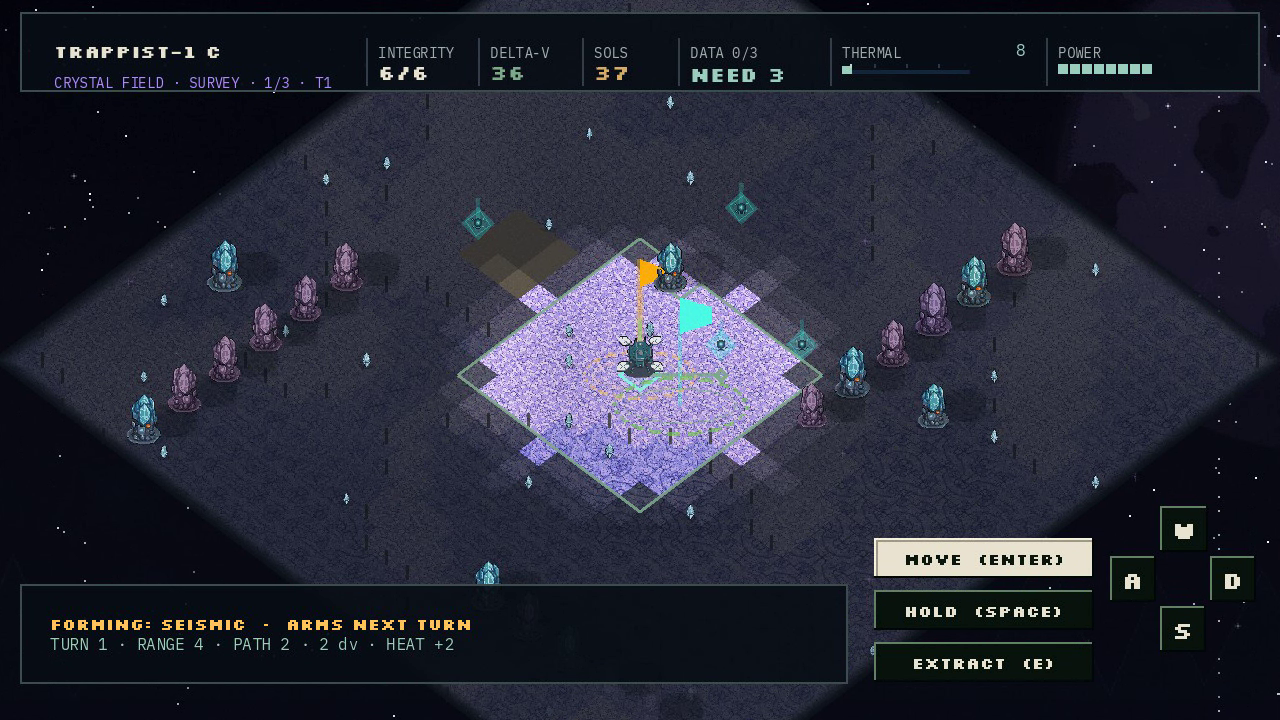 TRAPPIST-1 C
CRYSTAL FIELD · SURVEY · 1/3 · T1
INTEGRITY
6/6
DELTA-V
36
SOLS
37
DATA 0/3
NEED 3
THERMAL
8
POWER
MOVE (ENTER)
HOLD (SPACE)
EXTRACT (E)
W
A
D
S
FORMING: SEISMIC - ARMS NEXT TURN
TURN 1 · RANGE 4 · PATH 2 · 2 dv · HEAT +2